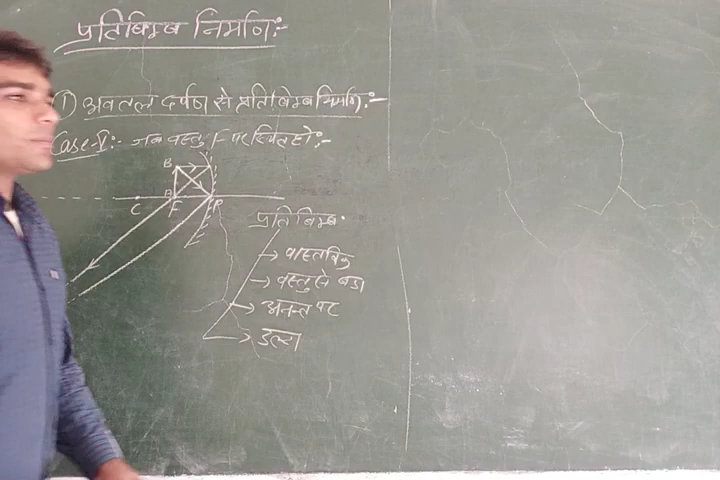 प्रतिबिम्ब निर्माण:-
① अवतल दर्पण से प्रतिबिम्ब निर्माण:-
Case-V:- जब वस्तु F पर स्थित हो:-
B
A
C F P
प्रतिबिम्ब-
→ वास्तविक
→ वस्तु से बडा
→ अनन्त पर
→ उल्टा